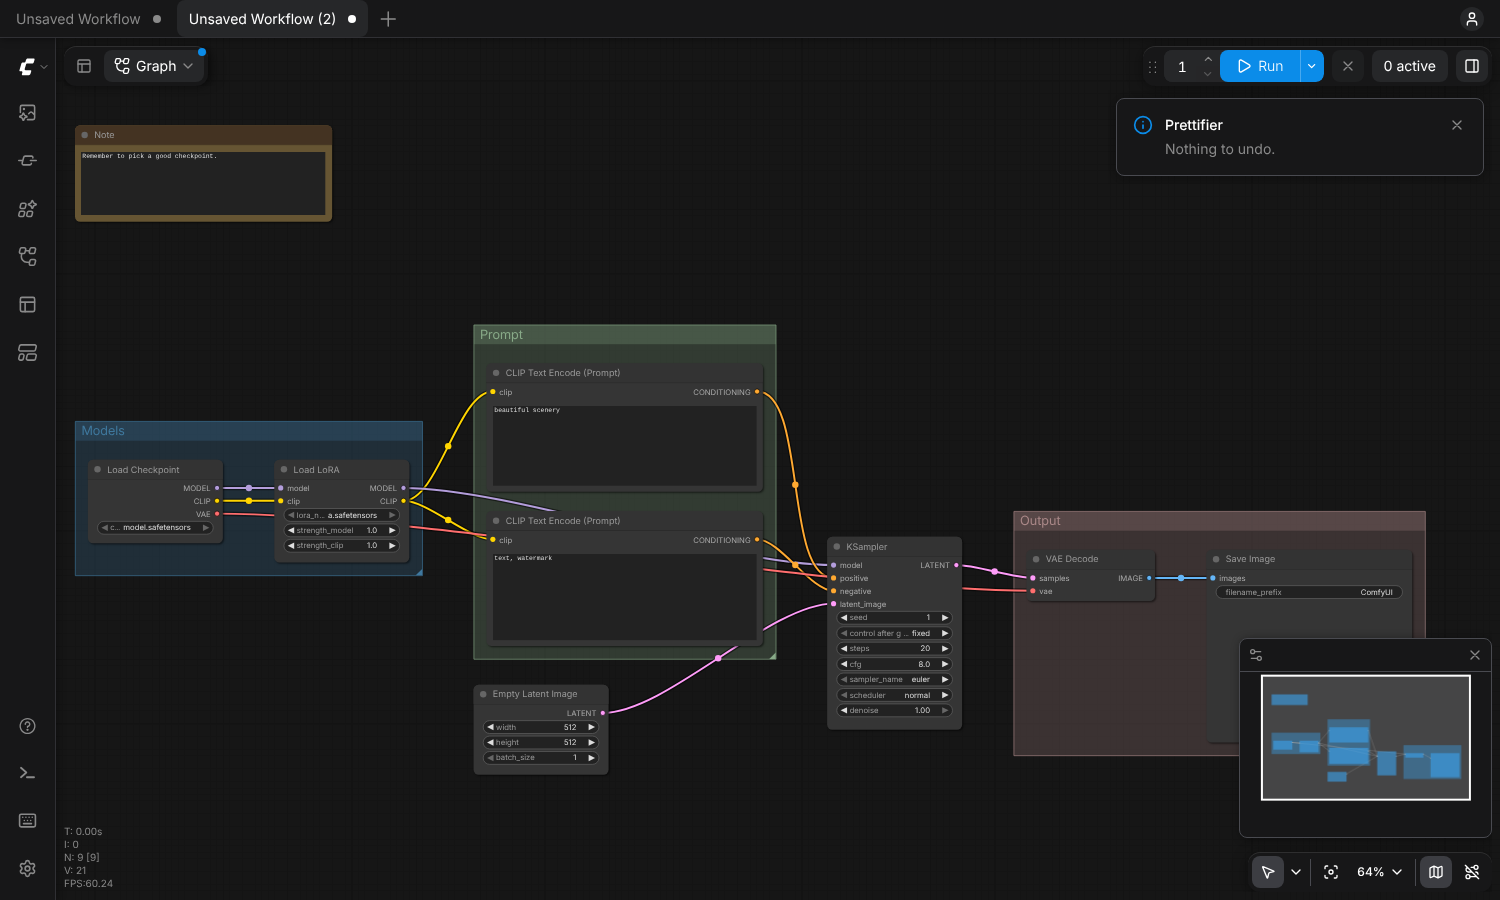 Unsaved Workflow
Unsaved Workflow (2)
Graph
1
Run
0 active
Prettifier
Nothing to undo.
Note
Remember to pick a good checkpoint.
Prompt
CLIP Text Encode (Prompt)
clip
CONDITIONING
beautiful scenery
Models
Load Checkpoint
MODEL
CLIP
VAE
c... model.safetensors
Load LoRA
model
MODEL
clip
CLIP
lora_n... a.safetensors
strength_model 1.0
strength_clip 1.0
CLIP Text Encode (Prompt)
clip
CONDITIONING
text, watermark
KSampler
model
LATENT
positive
negative
latent_image
seed 1
control after g ... fixed
steps 20
cfg 8.0
sampler_name euler
scheduler normal
denoise 1.00
Output
VAE Decode
samples
IMAGE
vae
Save Image
images
filename_prefix ComfyUI
Empty Latent Image
LATENT
width 512
height 512
batch_size 1
T: 0.00s
I: 0
N: 9 [9]
V: 21
FPS:60.24
64%